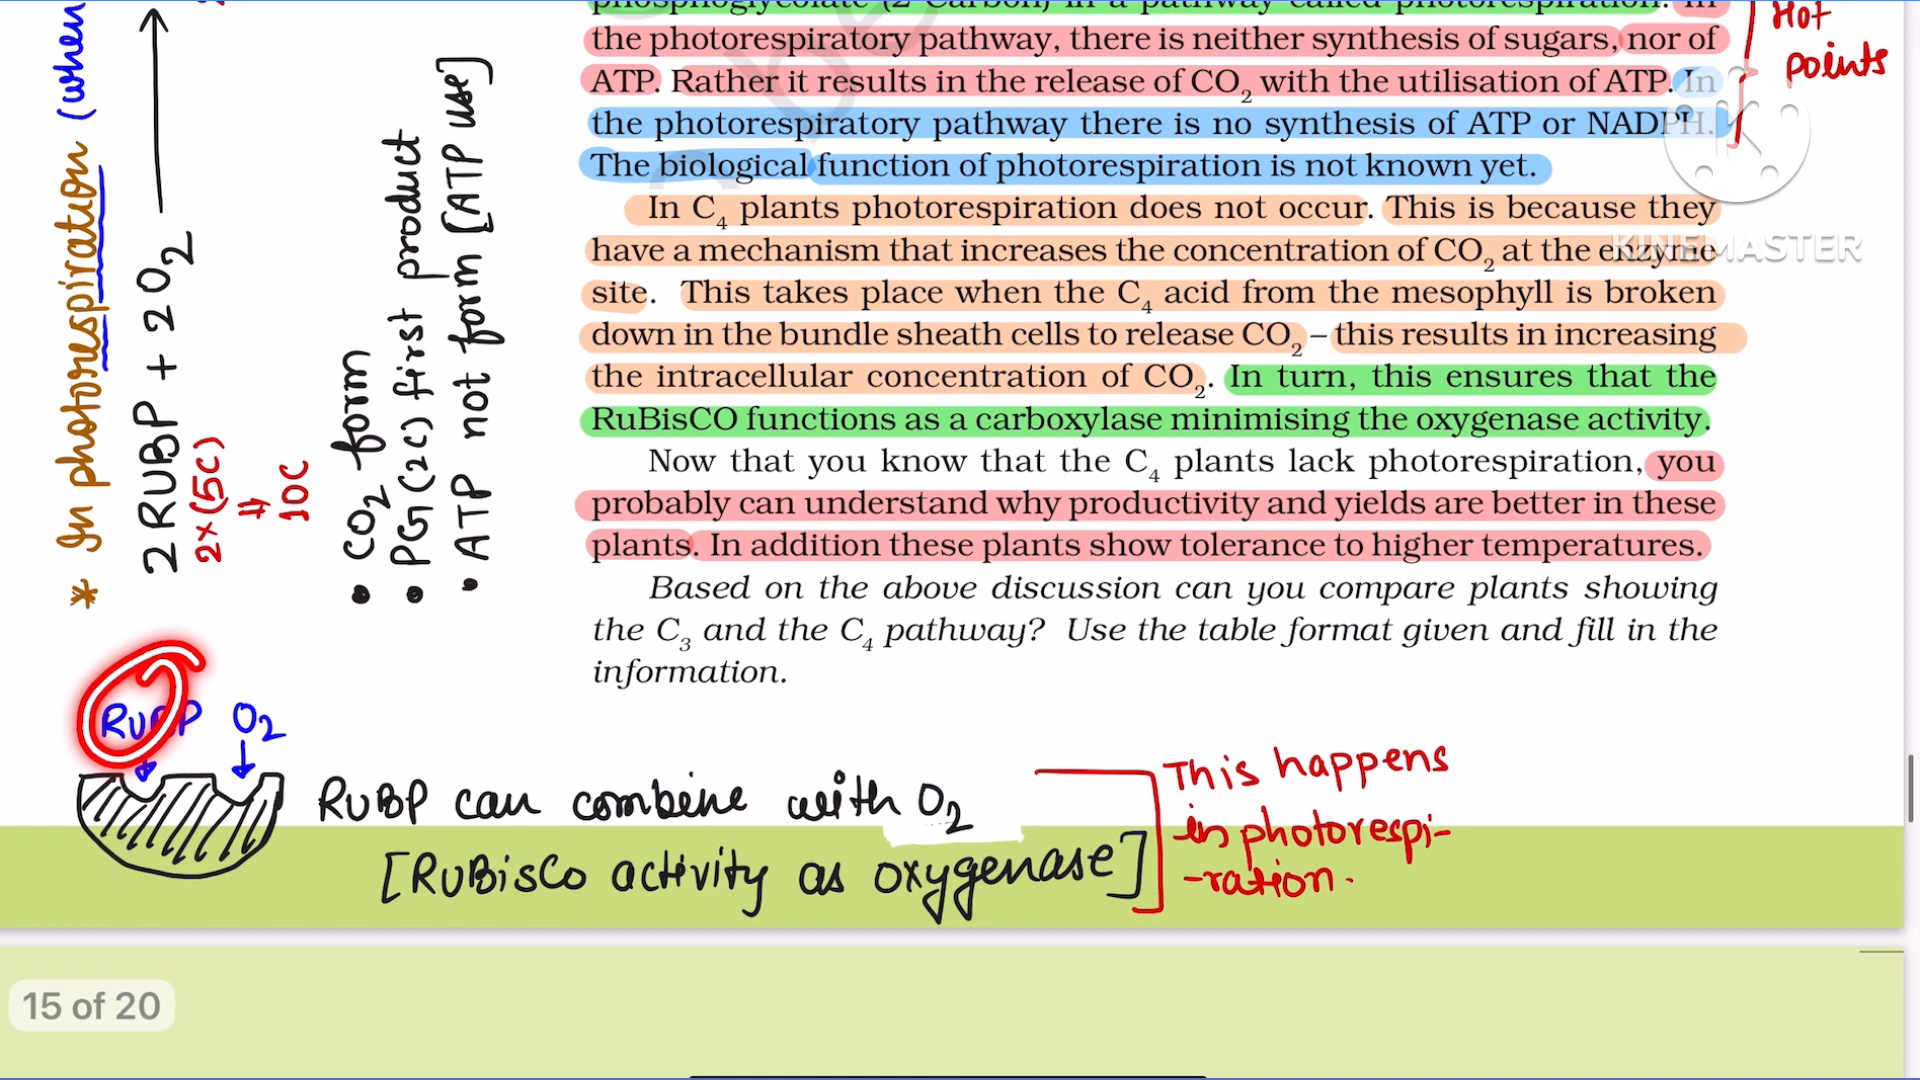 phosphoglycolate (2 Carbon) in a pathway called photorespiration. In
the photorespiratory pathway, there is neither synthesis of sugars, nor of
ATP. Rather it results in the release of CO₂ with the utilisation of ATP. In
the photorespiratory pathway there is no synthesis of ATP or NADPH.
The biological function of photorespiration is not known yet.
In C₄ plants photorespiration does not occur. This is because they
have a mechanism that increases the concentration of CO₂ at the enzyme
site. This takes place when the C₄ acid from the mesophyll is broken
down in the bundle sheath cells to release CO₂ – this results in increasing
the intracellular concentration of CO₂. In turn, this ensures that the
RuBisCO functions as a carboxylase minimising the oxygenase activity.
Now that you know that the C₄ plants lack photorespiration, you
probably can understand why productivity and yields are better in these
plants. In addition these plants show tolerance to higher temperatures.
Based on the above discussion can you compare plants showing
the C₃ and the C₄ pathway? Use the table format given and fill in the
information.
Hot
points
KINEMASTER
* In photorespiration (when
2 RUBP + 2O₂
2×(5C)
⇓
10C
• CO₂ form
• PG (2C) first product
• ATP not form [ATP use]
RUBP O₂
RUBP can combine with O₂
[RUBisCo activity as oxygenase]
This happens
in photorespi-
-ration.
15 of 20